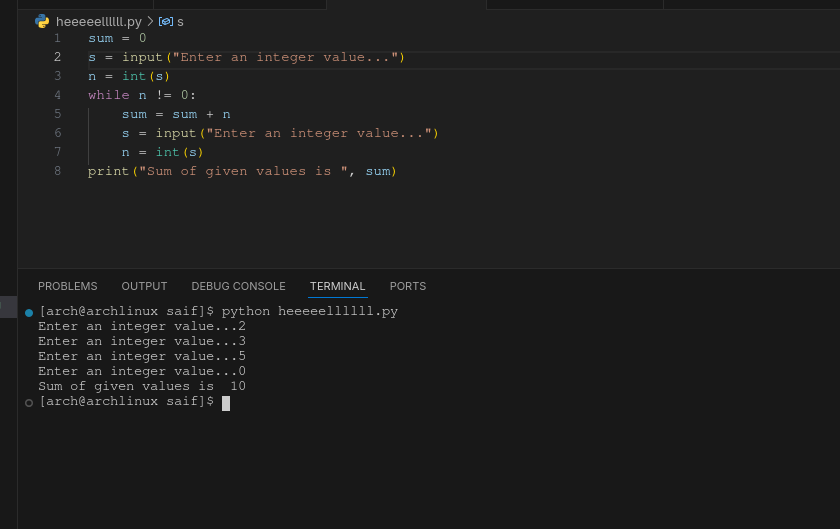 heeeeellllll.py > s
1 sum = 0
2 s = input("Enter an integer value...")
3 n = int(s)
4 while n != 0:
5     sum = sum + n
6     s = input("Enter an integer value...")
7     n = int(s)
8 print("Sum of given values is ", sum)
PROBLEMS OUTPUT DEBUG CONSOLE TERMINAL PORTS
[arch@archlinux saif]$ python heeeeellllll.py
Enter an integer value...2
Enter an integer value...3
Enter an integer value...5
Enter an integer value...0
Sum of given values is  10
[arch@archlinux saif]$